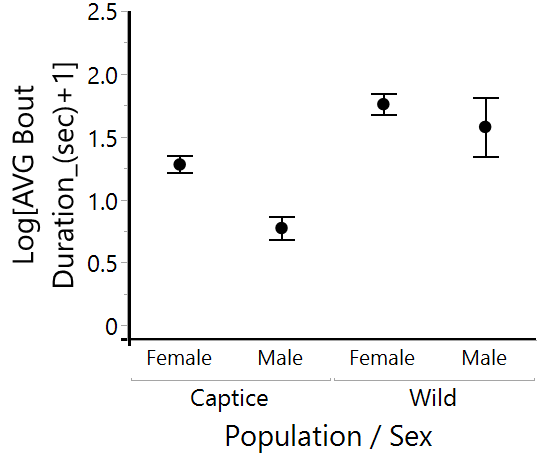 Log[AVG Bout
Duration_(sec)+1]
2.5
2.0
1.5
1.0
0.5
0
Female Male Female Male
Captice Wild
Population / Sex